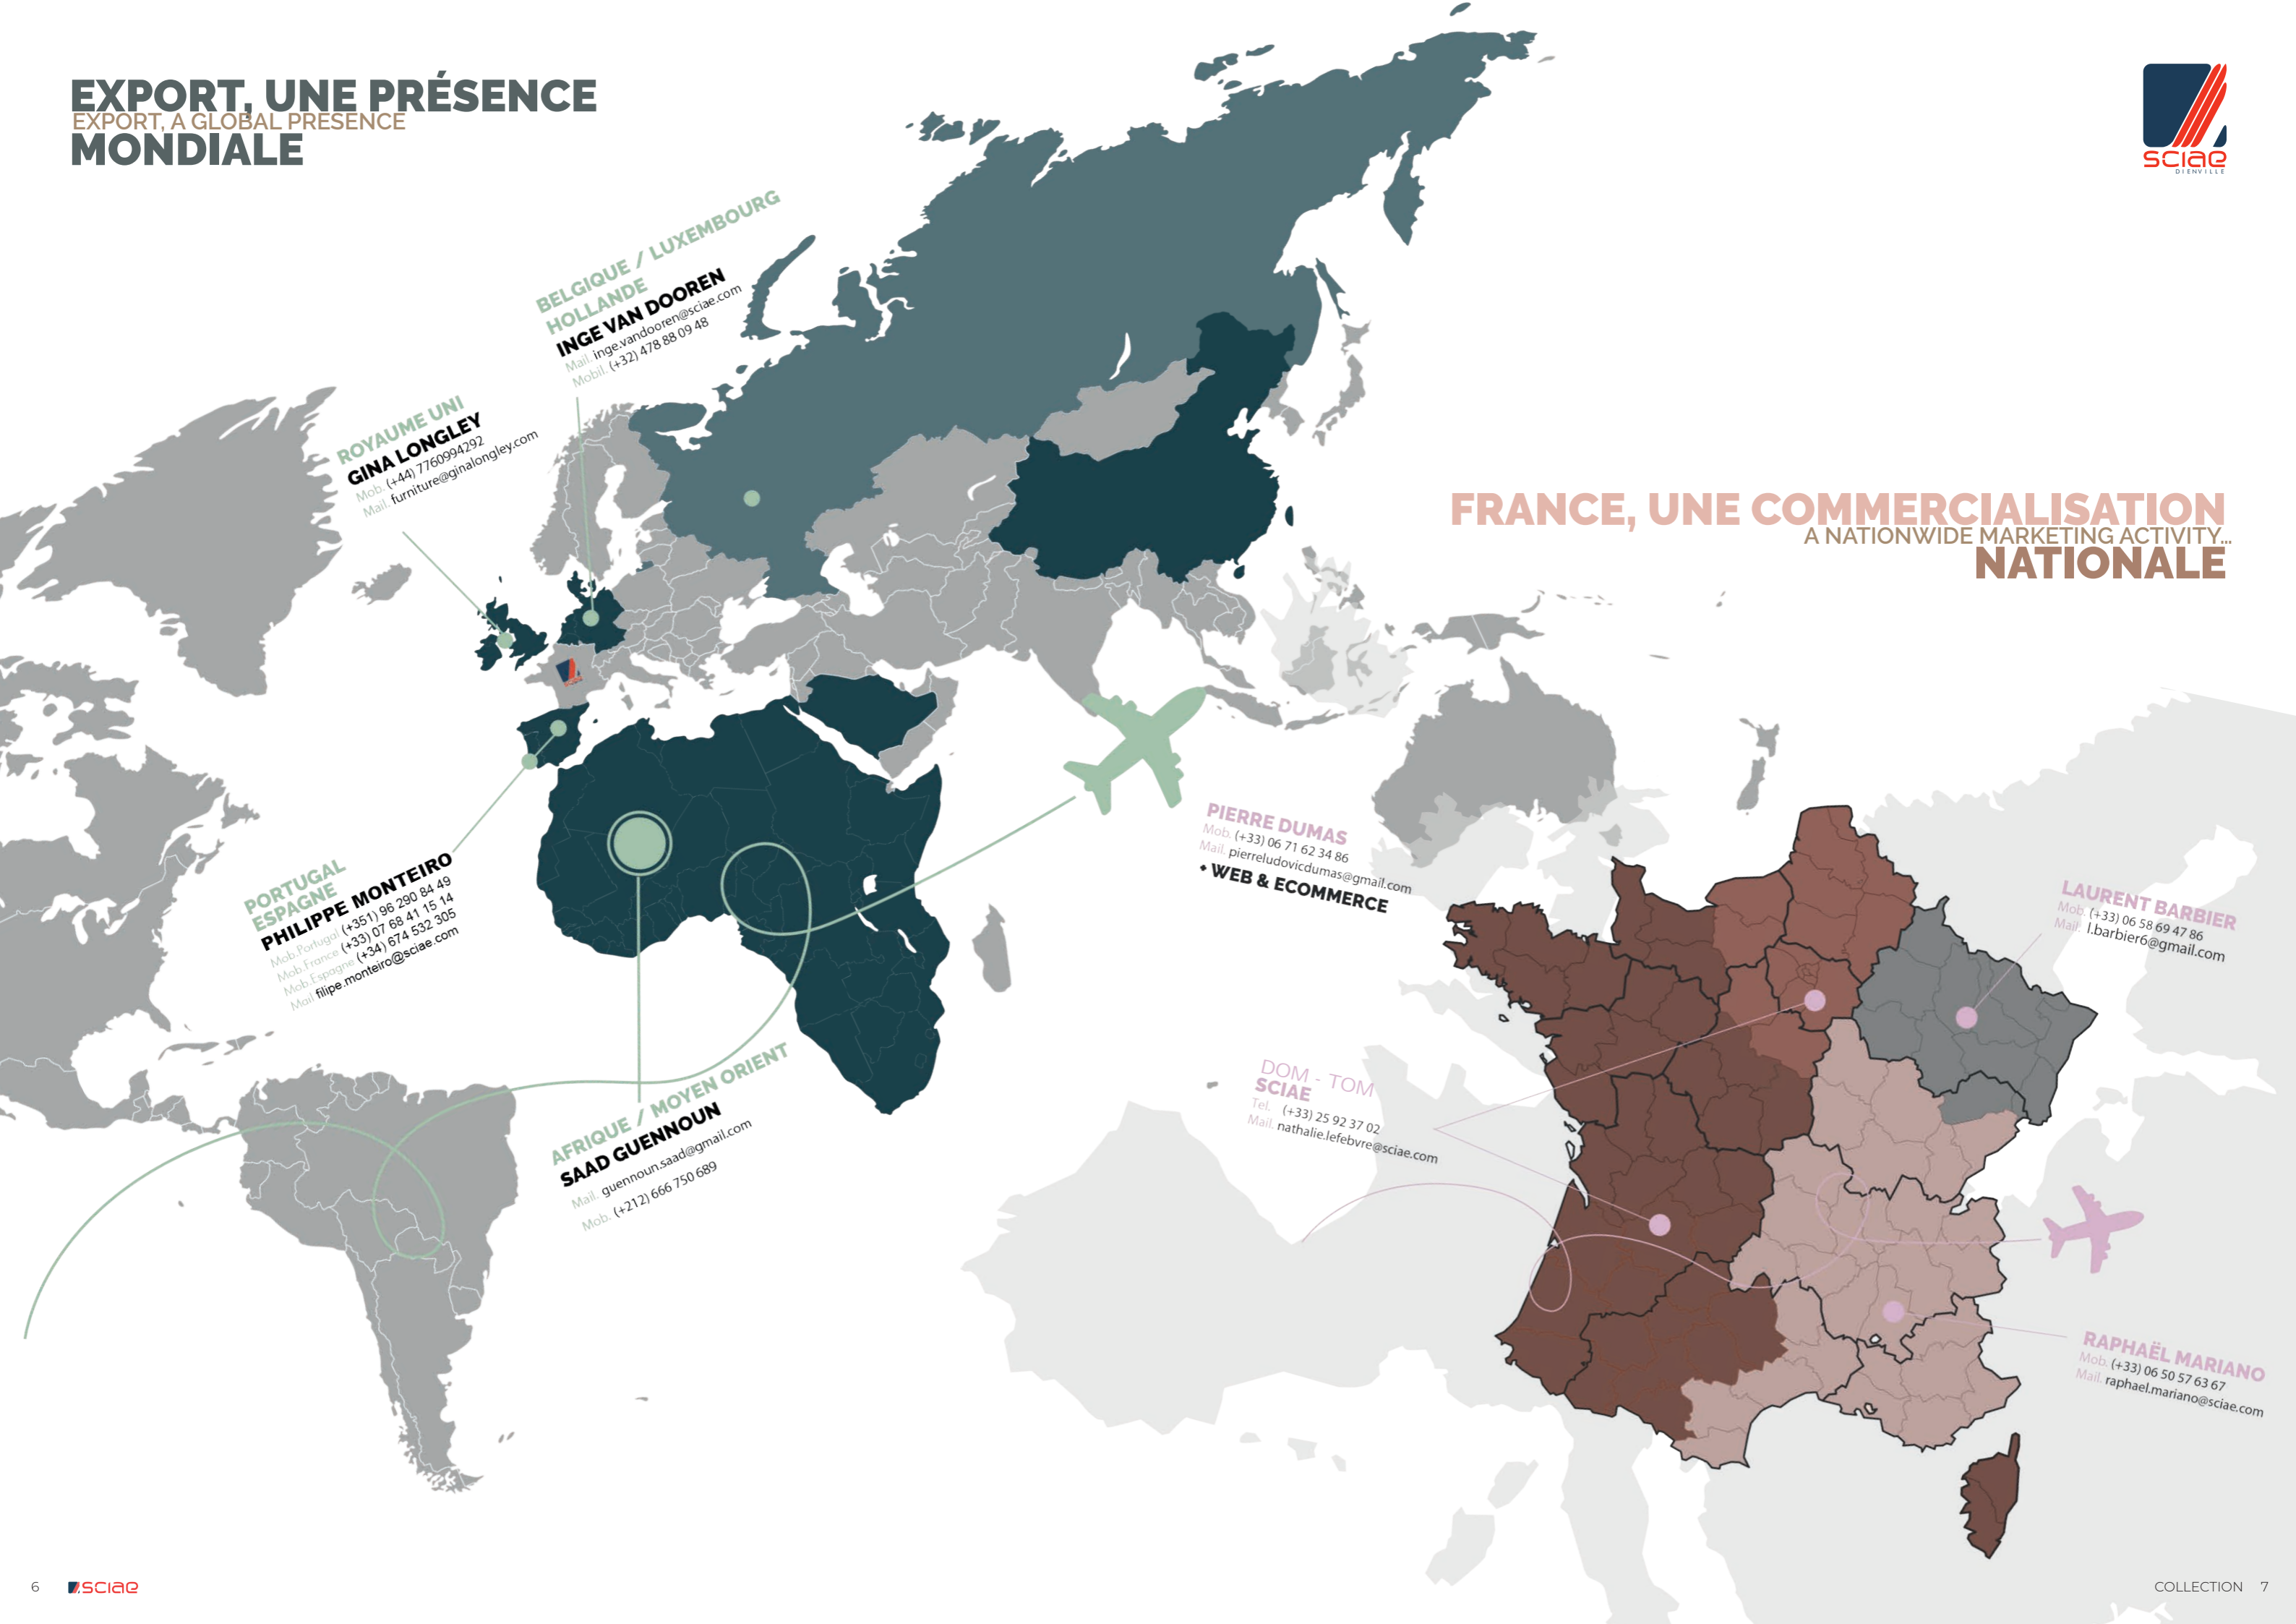 EXPORT, UNE PRÉSENCE
EXPORT, A GLOBAL PRESENCE
MONDIALE
sciae
DIENVILLE
BELGIQUE / LUXEMBOURG
HOLLANDE
INGE VAN DOOREN
Mail. inge.vandooren@sciae.com
Mobil. (+32) 478 88 09 48
ROYAUME UNI
GINA LONGLEY
Mob. (+44) 7760994292
Mail. furniture@ginalongley.com
PORTUGAL
ESPAGNE
PHILIPPE MONTEIRO
Mob.Portugal (+351) 96 290 84 49
Mob.France (+33) 07 68 41 15 14
Mob.Espagne (+34) 674 532 305
Mail filipe.monteiro@sciae.com
AFRIQUE / MOYEN ORIENT
SAAD GUENNOUN
Mail. guennoun.saad@gmail.com
Mob. (+212) 666 750 689
FRANCE, UNE COMMERCIALISATION
A NATIONWIDE MARKETING ACTIVITY...
NATIONALE
PIERRE DUMAS
Mob. (+33) 06 71 62 34 86
Mail. pierreludovicdumas@gmail.com
+ WEB & ECOMMERCE
LAURENT BARBIER
Mob. (+33) 06 58 69 47 86
Mail. l.barbier6@gmail.com
DOM - TOM
SCIAE
Tel. (+33) 25 92 37 02
Mail. nathalie.lefebvre@sciae.com
RAPHAËL MARIANO
Mob. (+33) 06 50 57 63 67
Mail. raphael.mariano@sciae.com
6 sciae
COLLECTION 7